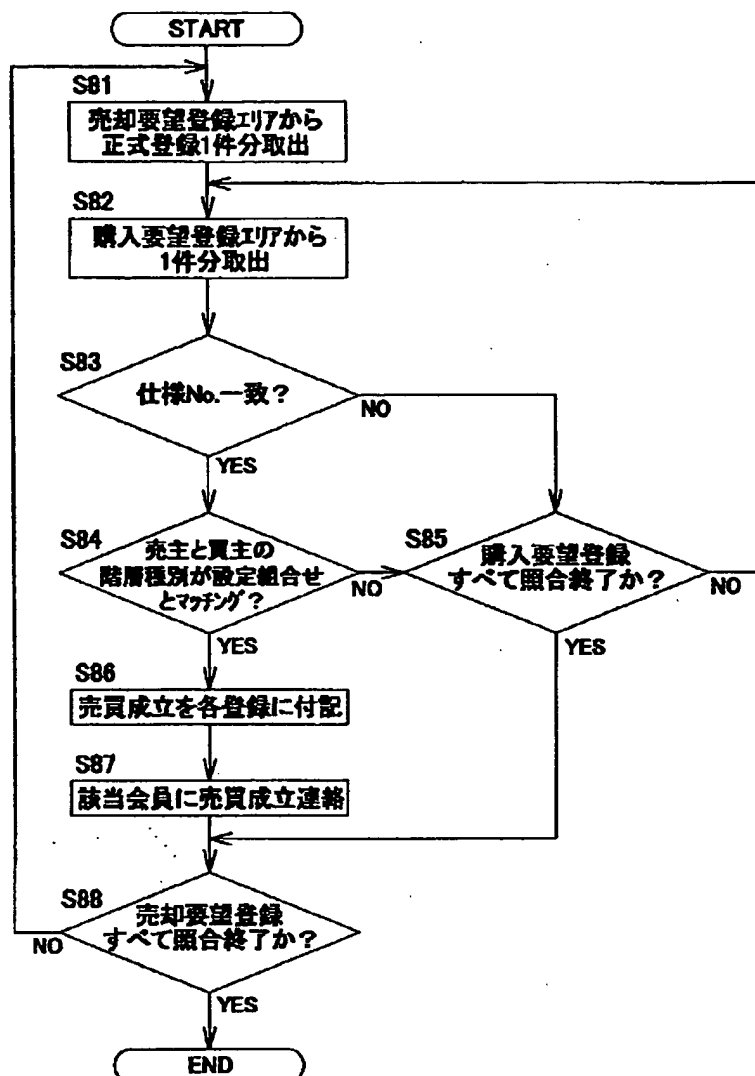 START
S81
売却要望登録エリアから
正式登録1件分取出
S82
購入要望登録エリアから
1件分取出
S83
仕様No.一致？
NO
YES
S84
売主と買主の
階層種別が設定組合せ
とマッチング？
NO
YES
S85
購入要望登録
すべて照合終了か？
NO
YES
S86
売買成立を各登録に付記
S87
該当会員に売買成立連絡
S88
売却要望登録
すべて照合終了か？
NO
YES
END